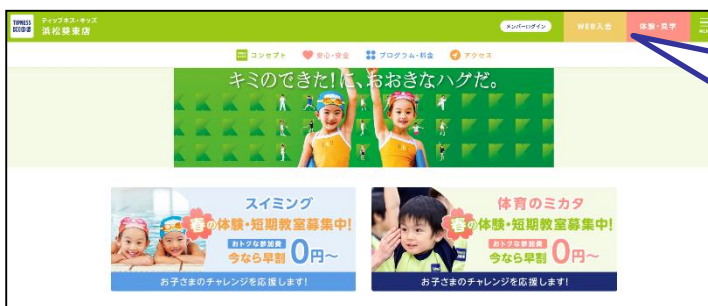 TIPNESS
KIDS
ティップネス・キッズ
浜松葵東店
メンバーログイン
WEB入会
体験・見学
コンセプト
安心・安全
プログラム・料金
アクセス
キミのできた!に、おおきなハグだ。
スイミング
春の体験・短期教室募集中!
おトクな参加費
今なら早割 0円~
お子さまのチャレンジを応援します!
体育のミカタ
春の体験・短期教室募集中!
おトクな参加費
今なら早割 0円~
お子さまのチャレンジを応援します!